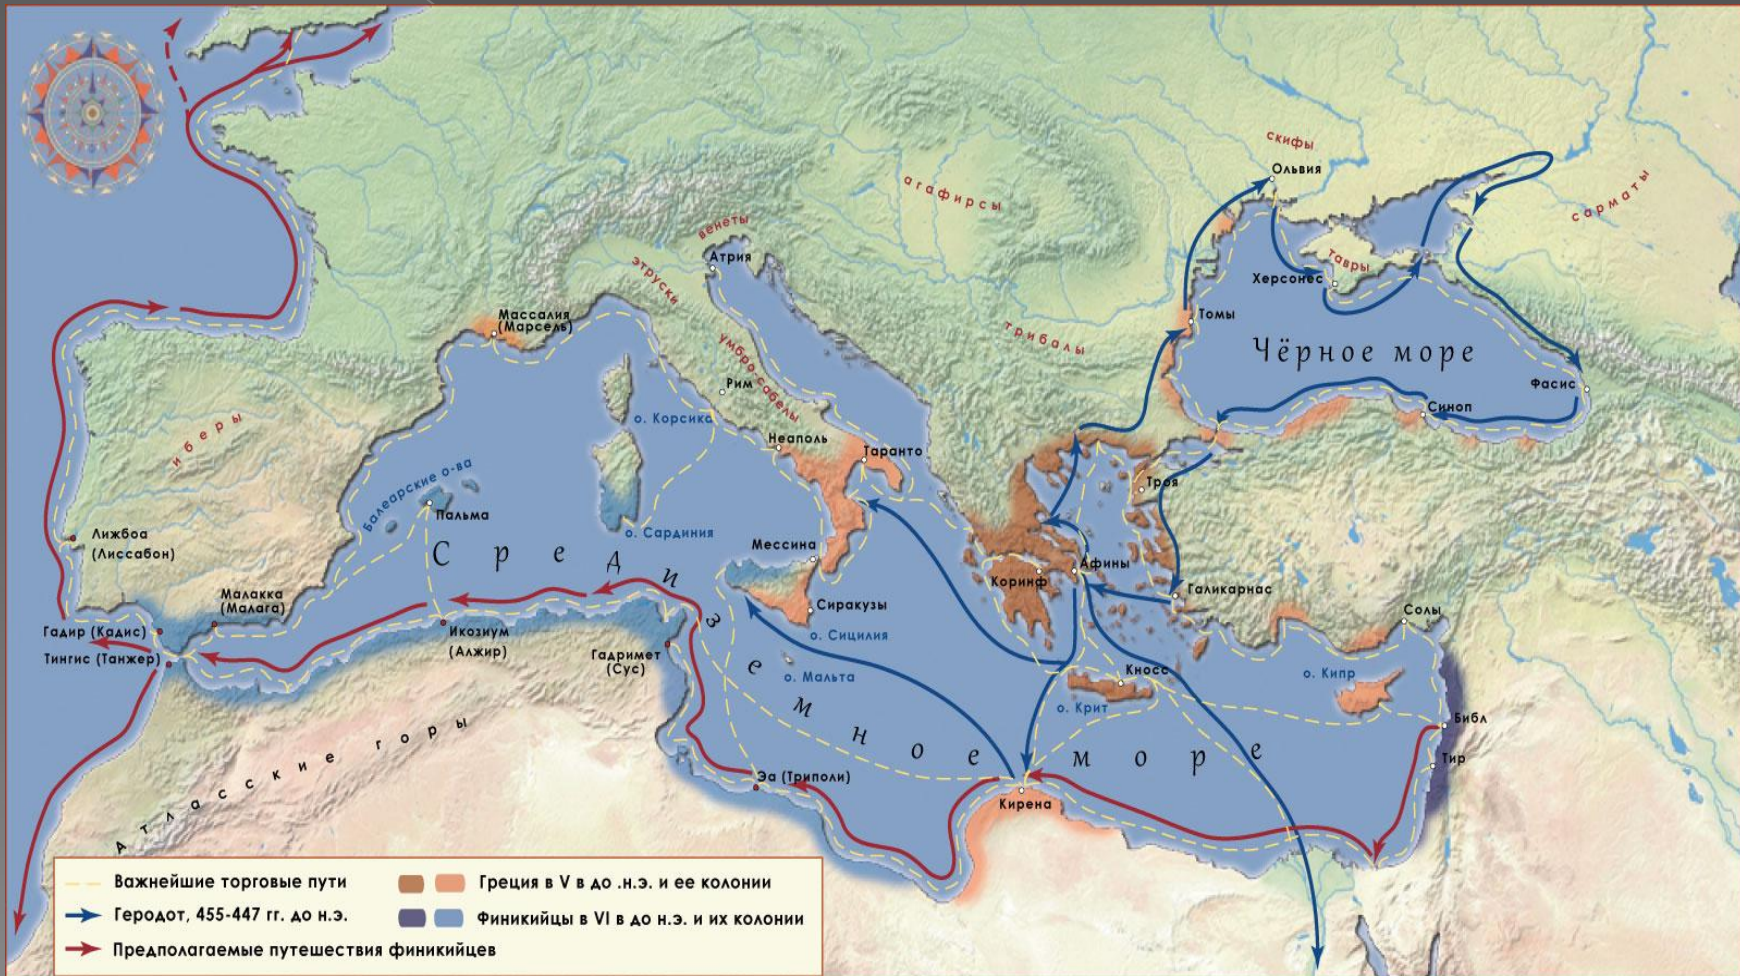 скифы
Ольвия
агафирсы
сарматы
венеты
Атрия
этруски
тавры
Херсонес
Массалия
(Марсель)
Томы
трибалы
Чёрное море
умбро-сабелы
Рим
Фасис
Синоп
иберы
о. Корсика
Неаполь
Таранто
Балеарские о-ва
Троя
Пальма
Лижбоа
(Лиссабон)
о. Сардиния
Мессина
Средиземное море
Афины
Коринф
Галикарнас
Малакка
(Малага)
Сиракузы
Солы
Гадир (Кадис)
Икозиум
(Алжир)
о. Сицилия
Тингис (Танжер)
Гадримет
(Сус)
о. Мальта
Кносс
о. Кипр
о. Крит
Библ
Атласские горы
Тир
Эа (Триполи)
Кирена
Важнейшие торговые пути
Геродот, 455-447 гг. до н.э.
Предполагаемые путешествия финикийцев
Греция в V в до .н.э. и ее колонии
Финикийцы в VI в до н.э. и их колонии